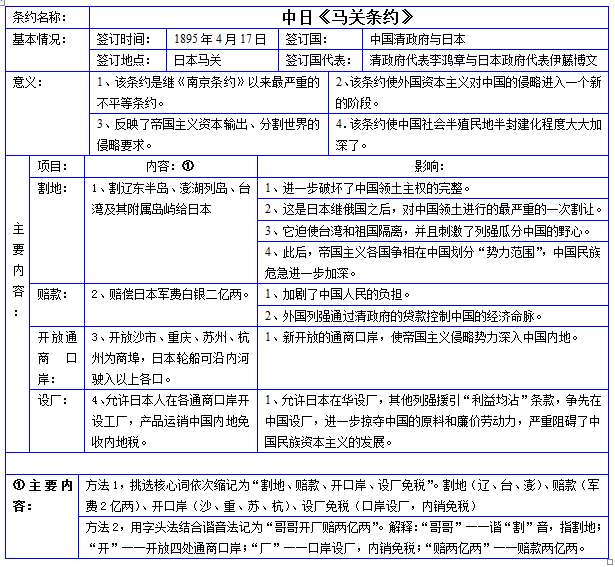 条约名称：
中日《马关条约》
基本情况：
签订时间：
1895年4月17日
签订国：
中国清政府与日本
签订地点：
日本马关
签订国代表：
清政府代表李鸿章与日本政府代表伊藤博文
意义：
1、该条约是继《南京条约》以来最严重的
不平等条约。
2、该条约使外国资本主义对中国的侵略进入一个新
的阶段。
3、反映了帝国主义资本输出、分割世界的
侵略要求。
4.该条约使中国社会半殖民地半封建化程度大大加
深了。
主要内容：
项目：
内容：①
影响：
割地：
1、割辽东半岛、澎湖列岛、台
湾及其附属岛屿给日本
1、进一步破坏了中国领土主权的完整。
2、这是日本继俄国之后，对中国领土进行的最严重的一次割让。
3、它迫使台湾和祖国隔离，并且刺激了列强瓜分中国的野心。
4、此后，帝国主义各国争相在中国划分“势力范围”，中国民族
危急进一步加深。
赔款：
2、赔偿日本军费白银二亿两。
1、加剧了中国人民的负担。
2、外国列强通过清政府的贷款控制中国的经济命脉。
开放通
商口
岸：
3、开放沙市、重庆、苏州、杭
州为商埠，日本轮船可沿内河
驶入以上各口。
1、新开放的通商口岸，使帝国主义侵略势力深入中国内地。
设厂：
4、允许日本人在各通商口岸开
设工厂，产品运销中国内地免
收内地税。
1、允许日本在华设厂，其他列强援引“利益均沾”条款，争先在
中国设厂，进一步掠夺中国的原料和廉价劳动力，严重阻碍了中
国民族资本主义的发展。
①主要内
容：
方法1，挑选核心词依次缩记为“割地、赔款、开口岸、设厂免税”。割地（辽、台、澎）、赔款（军
费2亿两）、开口岸（沙、重、苏、杭）、设厂免税（口岸设厂，内销免税）
方法2，用字头法结合谐音法记为“哥哥开厂赔两亿两”。解释：“哥哥”——谐“割”音，指割地；
“开”——开放四处通商口岸；“厂”——口岸设厂，内销免税；“赔两亿两”——赔款两亿两。